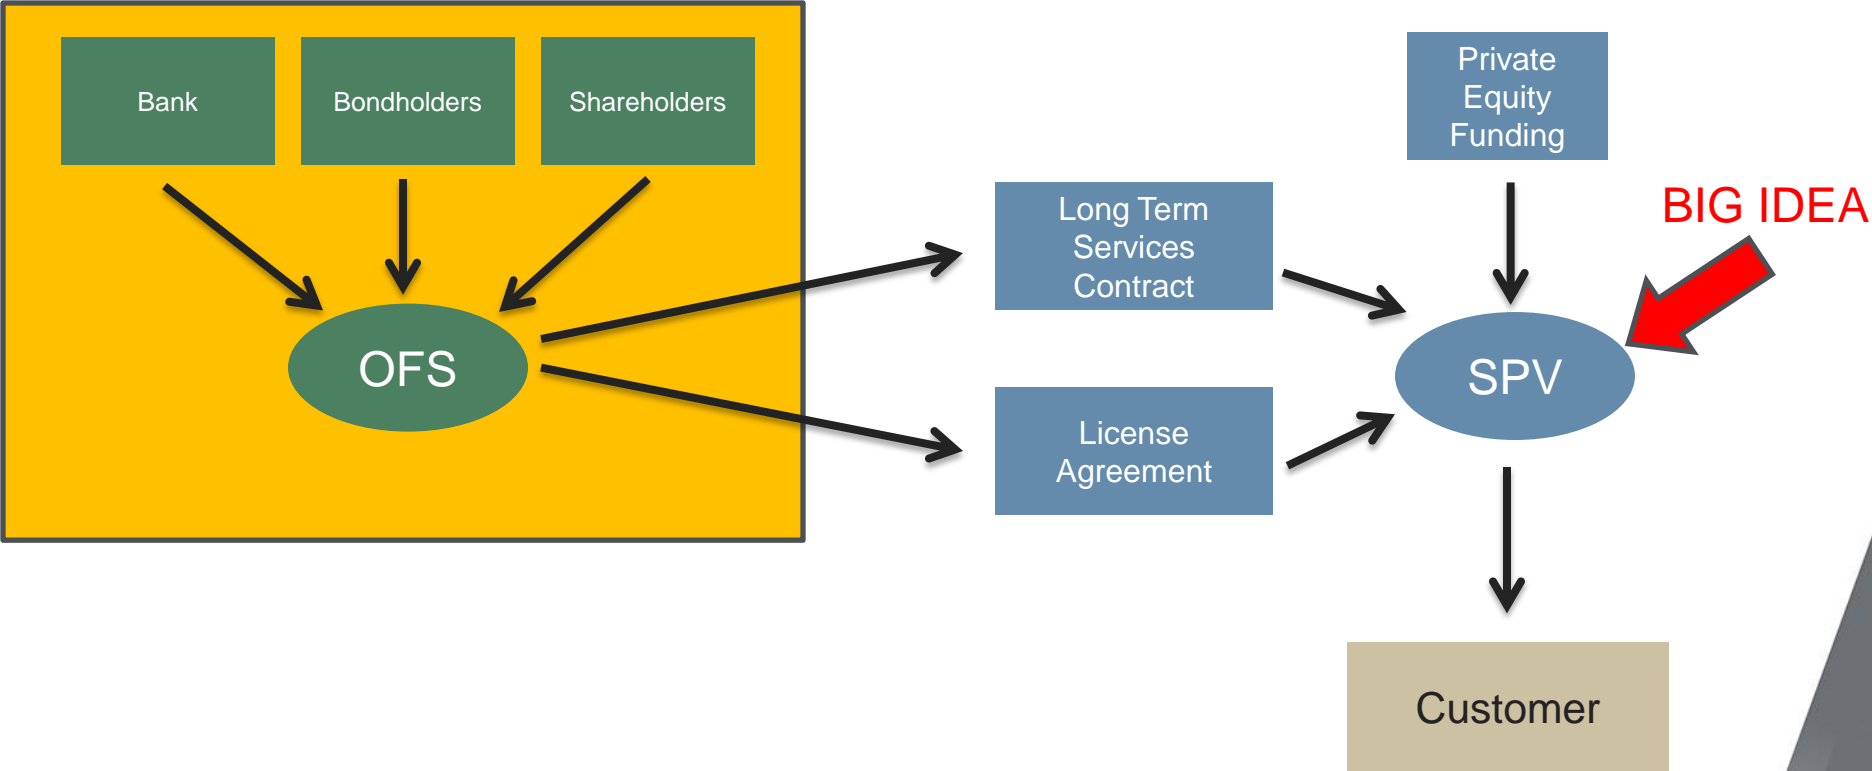 Bank
Bondholders
Shareholders
OFS
Long Term
Services
Contract
License
Agreement
Private
Equity
Funding
BIG IDEA
SPV
Customer